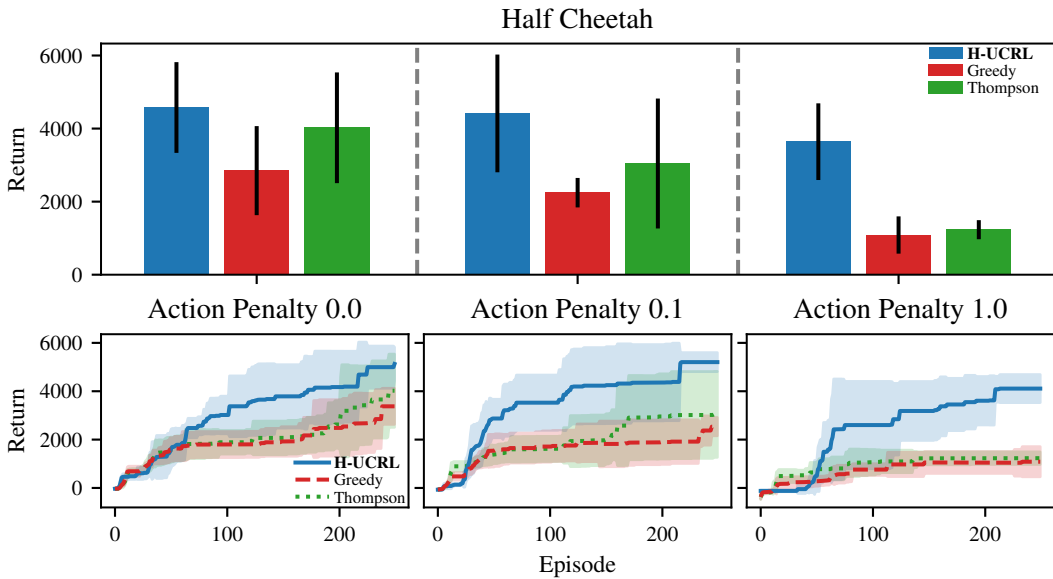 Half Cheetah
Return
6000
4000
2000
0
H-UCRL
Greedy
Thompson
Action Penalty 0.0
Action Penalty 0.1
Action Penalty 1.0
Return
6000
4000
2000
0
H-UCRL
Greedy
Thompson
0 100 200
0 100 200
0 100 200
Episode